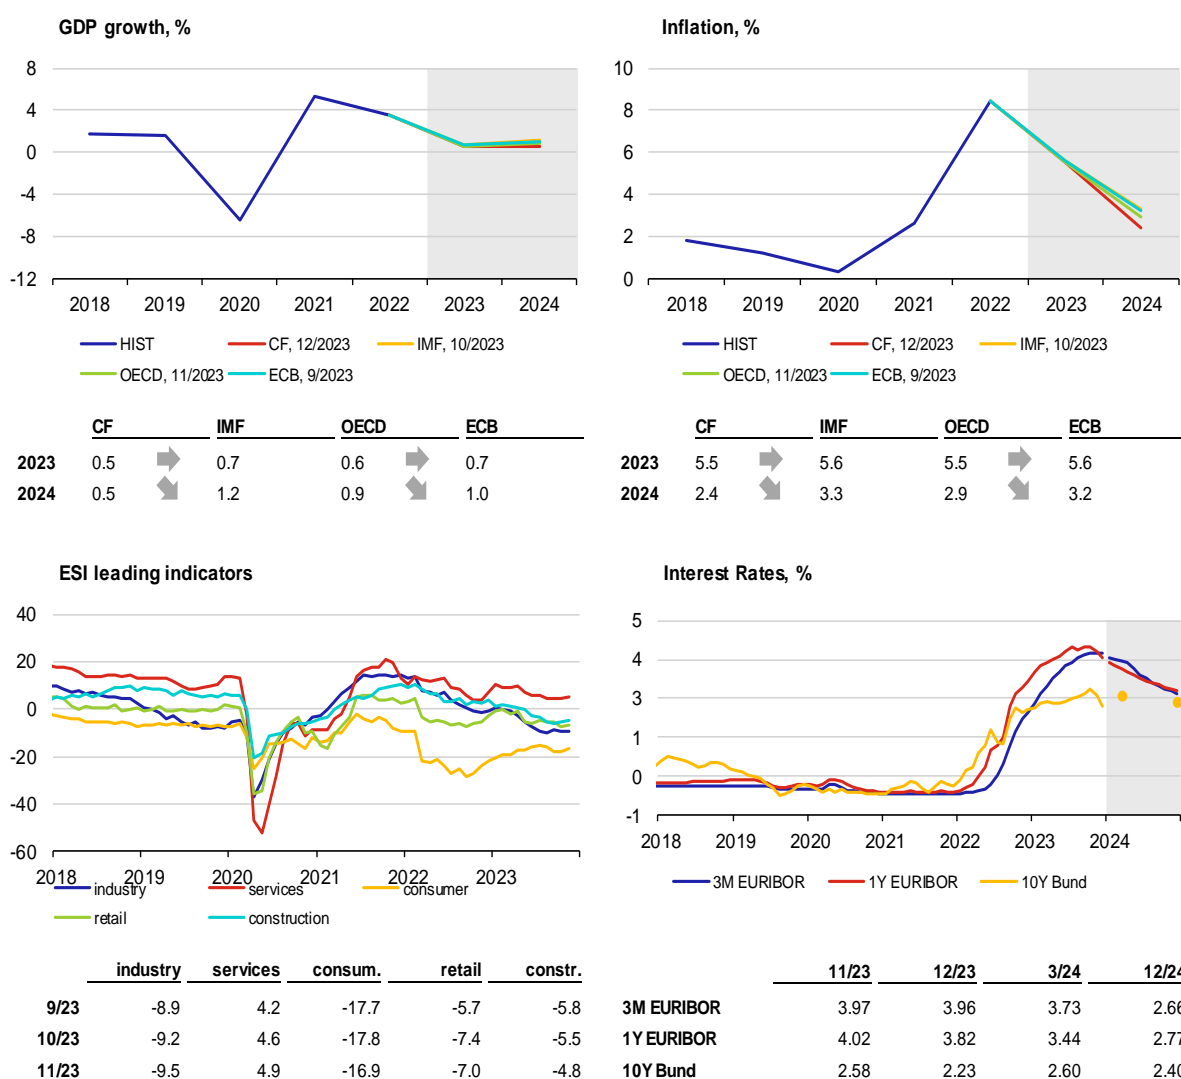 GDP growth, %
8
4
0
-4
-8
-12
2018 2019 2020 2021 2022 2023 2024
HIST CF, 12/2023 IMF, 10/2023
OECD, 11/2023 ECB, 9/2023
CF IMF OECD ECB
2023 0.5 0.7 0.6 0.7
2024 0.5 1.2 0.9 1.0
Inflation, %
10
8
6
4
2
0
2018 2019 2020 2021 2022 2023 2024
HIST CF, 12/2023 IMF, 10/2023
OECD, 11/2023 ECB, 9/2023
CF IMF OECD ECB
2023 5.5 5.6 5.5 5.6
2024 2.4 3.3 2.9 3.2
ESI leading indicators
40
20
0
-20
-40
-60
2018 2019 2020 2021 2022 2023
industry services consumer
retail construction
industry services consum. retail constr.
9/23 -8.9 4.2 -17.7 -5.7 -5.8
10/23 -9.2 4.6 -17.8 -7.4 -5.5
11/23 -9.5 4.9 -16.9 -7.0 -4.8
Interest Rates, %
5
4
3
1
0
-1
2018 2019 2020 2021 2022 2023 2024
3M EURIBOR 1Y EURIBOR 10Y Bund
11/23 12/23 3/24 12/24
3M EURIBOR 3.97 3.96 3.73 2.66
1Y EURIBOR 4.02 3.82 3.44 2.77
10Y Bund 2.58 2.23 2.60 2.40